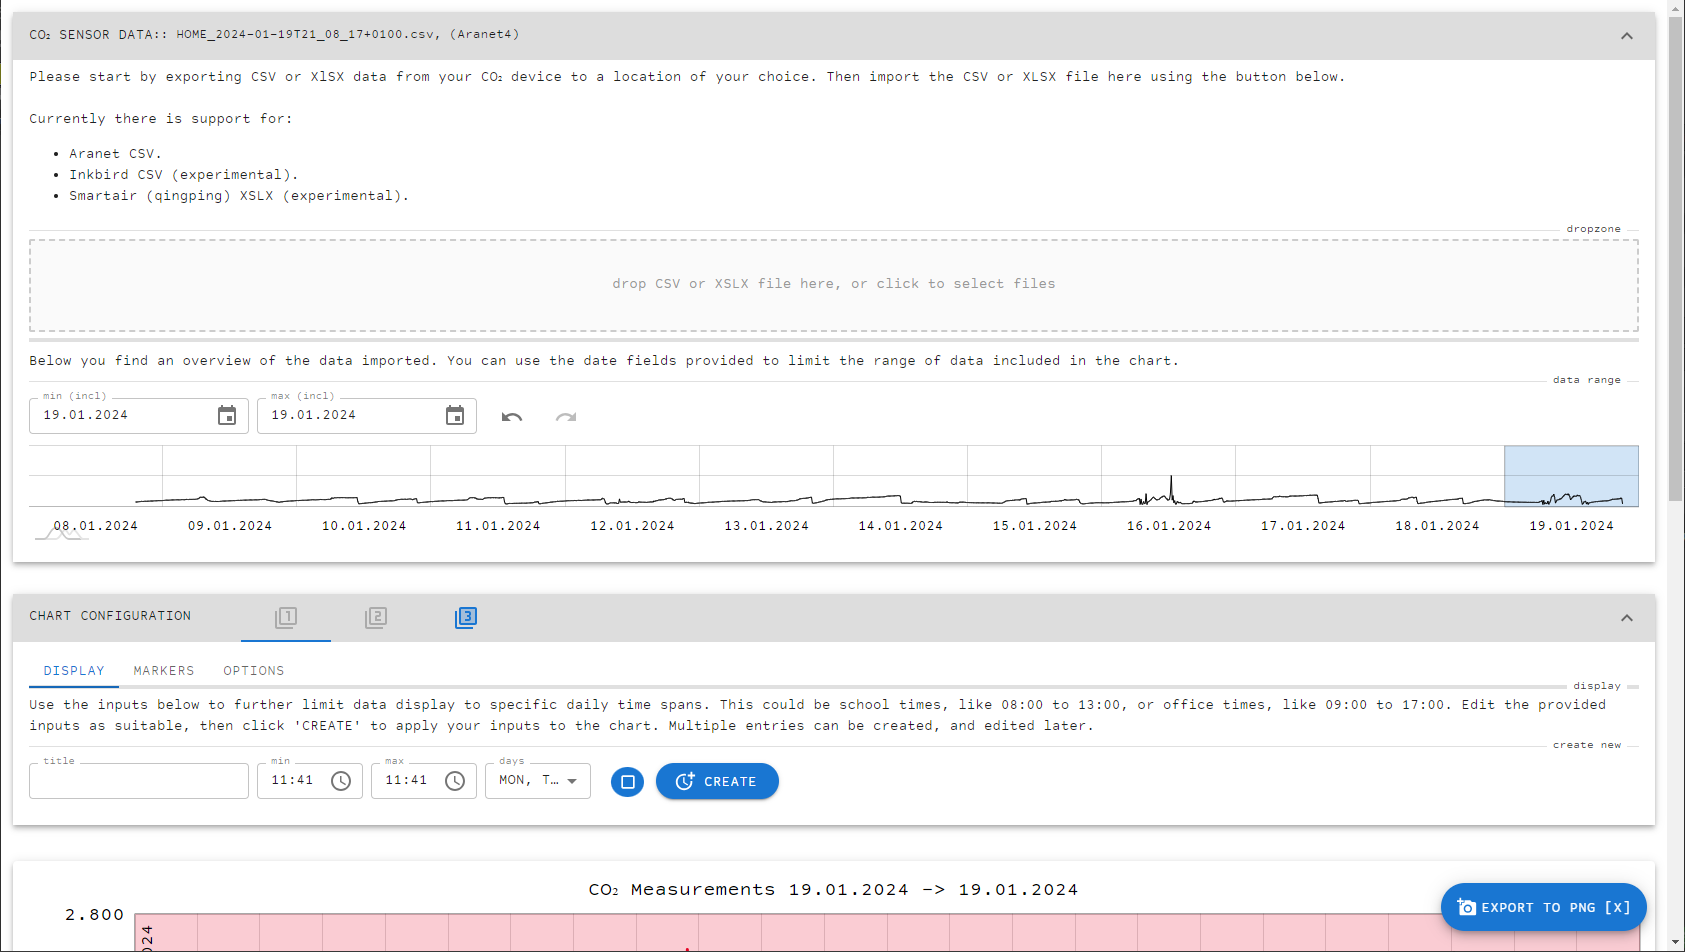 CO₂ SENSOR DATA:: HOME_2024-01-19T21_08_17+0100.csv, (Aranet4)
Please start by exporting CSV or XlSX data from your CO₂ device to a location of your choice. Then import the CSV or XLSX file here using the button below.
Currently there is support for:
• Aranet CSV.
• Inkbird CSV (experimental).
• Smartair (qingping) XSLX (experimental).
dropzone
drop CSV or XSLX file here, or click to select files
Below you find an overview of the data imported. You can use the date fields provided to limit the range of data included in the chart.
data range
min (incl) max (incl)
19.01.2024 19.01.2024
08.01.2024 09.01.2024 10.01.2024 11.01.2024 12.01.2024 13.01.2024 14.01.2024 15.01.2024 16.01.2024 17.01.2024 18.01.2024 19.01.2024
CHART CONFIGURATION 1 2 3
DISPLAY MARKERS OPTIONS
display
Use the inputs below to further limit data display to specific daily time spans. This could be school times, like 08:00 to 13:00, or office times, like 09:00 to 17:00. Edit the provided
inputs as suitable, then click 'CREATE' to apply your inputs to the chart. Multiple entries can be created, and edited later.
create new
title min max days
11:41 11:41 MON, T… CREATE
CO₂ Measurements 19.01.2024 -> 19.01.2024
2.800
EXPORT TO PNG [X]
024